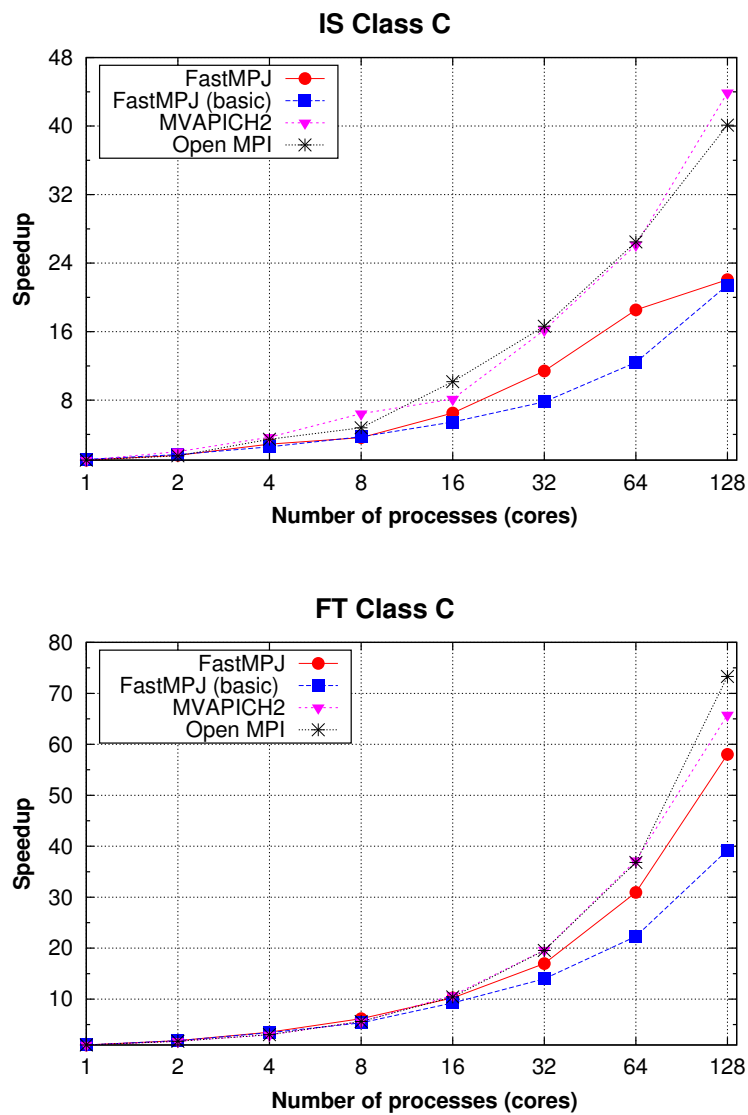 IS Class C
48
40
32
24
16
8
Speedup
FastMPJ
FastMPJ (basic)
MVAPICH2
Open MPI
1 2 4 8 16 32 64 128
Number of processes (cores)
FT Class C
80
70
60
50
40
30
20
10
Speedup
FastMPJ
FastMPJ (basic)
MVAPICH2
Open MPI
1 2 4 8 16 32 64 128
Number of processes (cores)